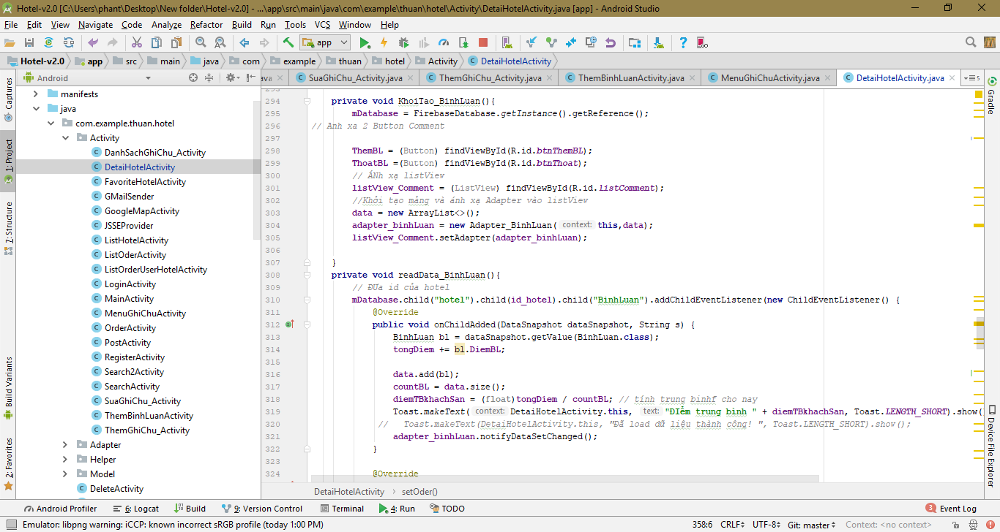 Hotel-v2.0 [C:\Users\phant\Desktop\New folder\Hotel-v2.0] - ...\app\src\main\java\com\example\thuan\hotel\Activity\DetaiHotelActivity.java [app] - Android Studio
File Edit View Navigate Code Analyze Refactor Build Run Tools VCS Window Help
app
Hotel-v2.0 app src main java com example thuan hotel Activity DetaiHotelActivity
Android
ava SuaGhiChu_Activity.java ThemGhiChu_Activity.java ThemBinhLuanActivity.java MenuGhiChuActivity.java DetaiHotelActivity.java 5
Captures
1: Project
7: Structure
Build Variants
2: Favorites
manifests
java
com.example.thuan.hotel
Activity
DanhSachGhiChu_Activity
DetaiHotelActivity
FavoriteHotelActivity
GMailSender
GoogleMapActivity
JSSEProvider
ListHotelActivity
ListOderActivity
ListOrderUserHotelActivity
LoginActivity
MainActivity
MenuGhiChuActivity
OrderActivity
PostActivity
RegisterActivity
Search2Activity
SearchActivity
SuaGhiChu_Activity
ThemBinhLuanActivity
ThemGhiChu_Activity
Adapter
Helper
Model
DeleteActivity
294 private void KhoiTao_BinhLuan(){
295 mDatabase = FirebaseDatabase.getInstance().getReference();
296 // Anh xa 2 Button Comment
297
298 ThemBL = (Button) findViewById(R.id.btnThemBL);
299 ThoatBL =(Button) findViewById(R.id.btnThoat);
300 // ÁNh xạ listView
301 listView_Comment = (ListView) findViewById(R.id.listComment);
302 //Khởi tạo mảng và ánh xạ Adapter vào listView
303 data = new ArrayList<>();
304 adapter_binhLuan = new Adapter_BinhLuan( context: this,data);
305 listView_Comment.setAdapter(adapter_binhLuan);
306
307 }
308 private void readData_BinhLuan(){
309 // ĐƯa id của hotel
310 mDatabase.child("hotel").child(id_hotel).child("BinhLuan").addChildEventListener(new ChildEventListener() {
311 @Override
312 public void onChildAdded(DataSnapshot dataSnapshot, String s) {
313 BinhLuan bl = dataSnapshot.getValue(BinhLuan.class);
314 tongDiem += bl.DiemBL;
315
316 data.add(bl);
317 countBL = data.size();
318 diemTBkhachSan = (float)tongDiem / countBL; // tính trung binhf cho nay
319 Toast.makeText( context: DetaiHotelActivity.this, text: "ĐIểm trung bình " + diemTBkhachSan, Toast.LENGTH_SHORT).show()
320 // Toast.makeText(DetaiHotelActivity.this, "Đã load dữ liệu thành công! ", Toast.LENGTH_SHORT).show();
321 adapter_binhLuan.notifyDataSetChanged();
322 }
323
324 @Override
DetaiHotelActivity setOder()
Gradle
Device File Explorer
Android Profiler 6: Logcat Build 9: Version Control Terminal 4: Run TODO 3 Event Log
Emulator: libpng warning: iCCP: known incorrect sRGB profile (today 1:00 PM) 358:6 CRLF UTF-8 Git: master Context: <no context>